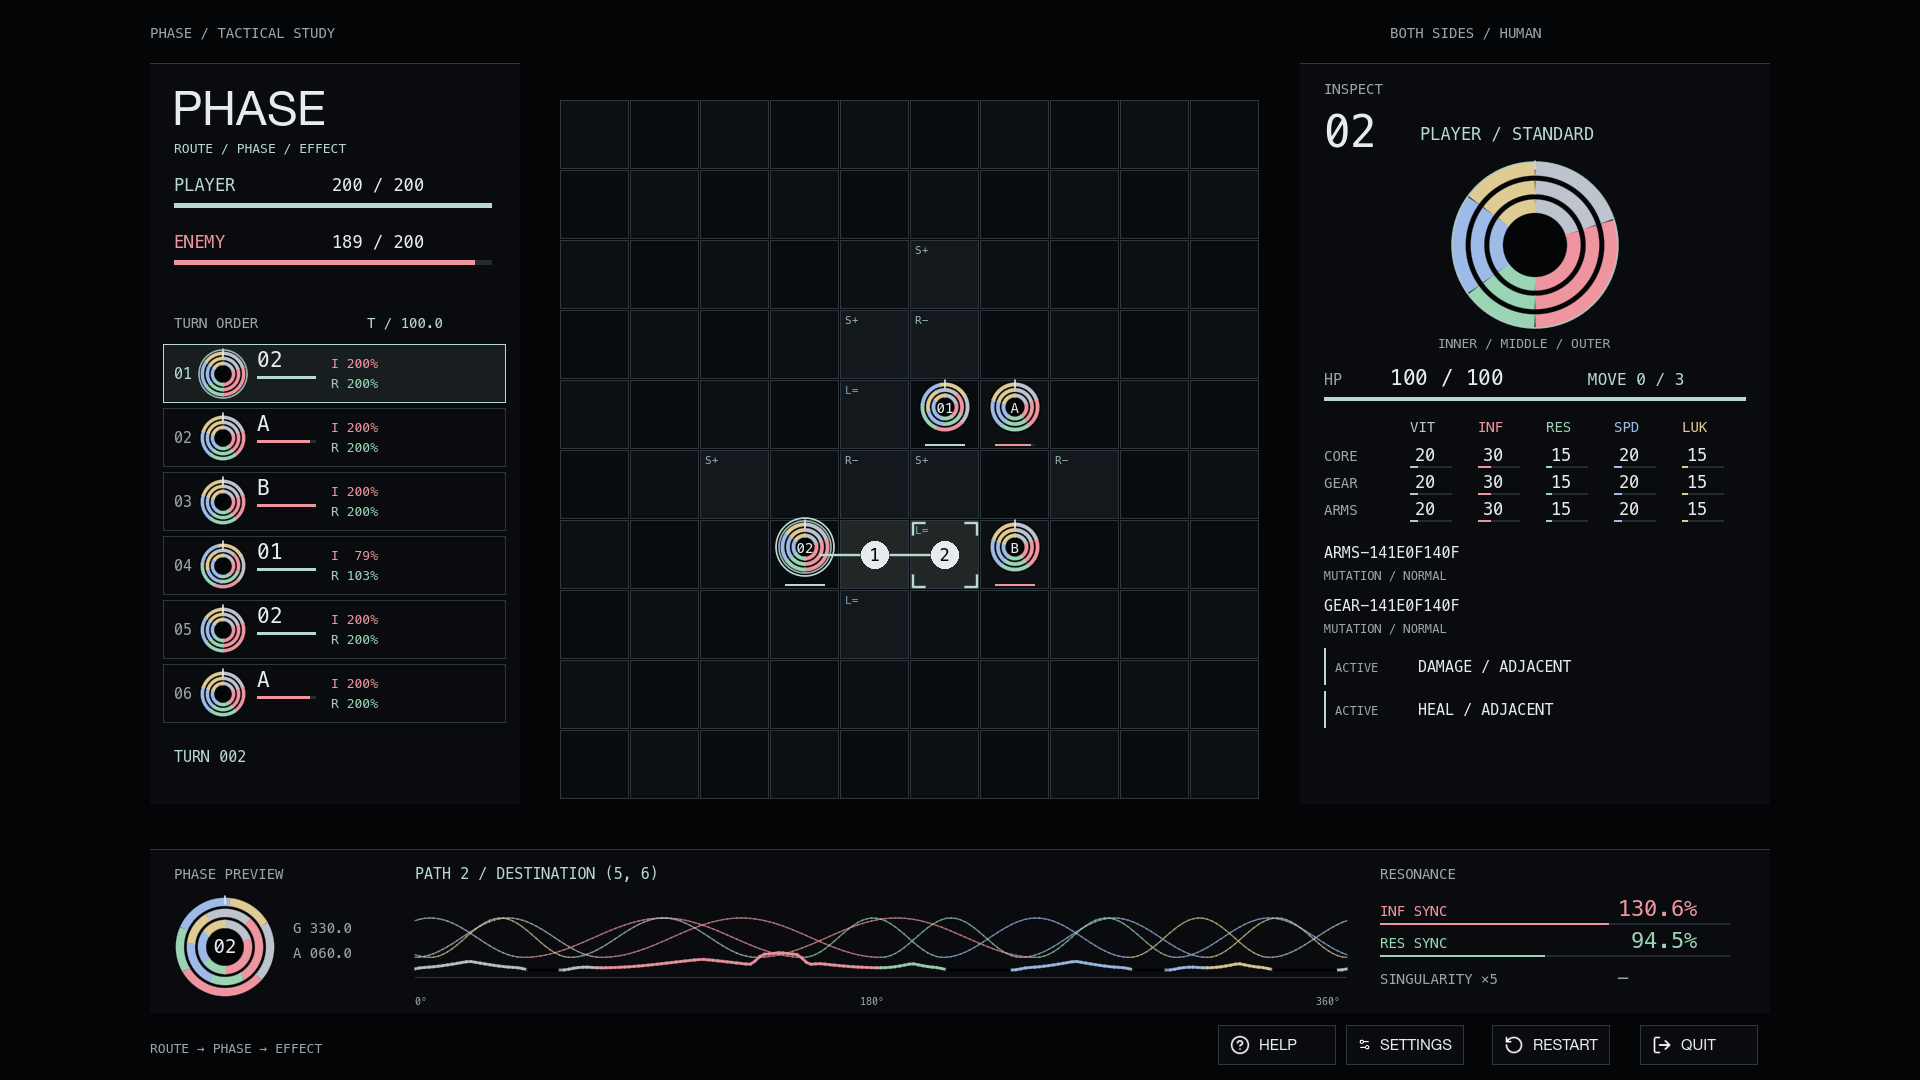 PHASE / TACTICAL STUDY
BOTH SIDES / HUMAN
PHASE
ROUTE / PHASE / EFFECT
PLAYER 200 / 200
ENEMY 189 / 200
TURN ORDER T / 100.0
01 02 I 200% R 200%
02 A I 200% R 200%
03 B I 200% R 200%
04 01 I 79% R 103%
05 02 I 200% R 200%
06 A I 200% R 200%
TURN 002
S+
S+ R−
L= 01 A
S+ R− S+ R−
02 1 L= 2 B
L=
INSPECT
02 PLAYER / STANDARD
INNER / MIDDLE / OUTER
HP 100 / 100 MOVE 0 / 3
VIT INF RES SPD LUK
CORE 20 30 15 20 15
GEAR 20 30 15 20 15
ARMS 20 30 15 20 15
ARMS−141E0F140F
MUTATION / NORMAL
GEAR−141E0F140F
MUTATION / NORMAL
ACTIVE DAMAGE / ADJACENT
ACTIVE HEAL / ADJACENT
PHASE PREVIEW
02
G 330.0
A 060.0
PATH 2 / DESTINATION (5, 6)
0° 180° 360°
RESONANCE
INF SYNC 130.6%
RES SYNC 94.5%
SINGULARITY ×5 —
ROUTE → PHASE → EFFECT
HELP SETTINGS RESTART QUIT